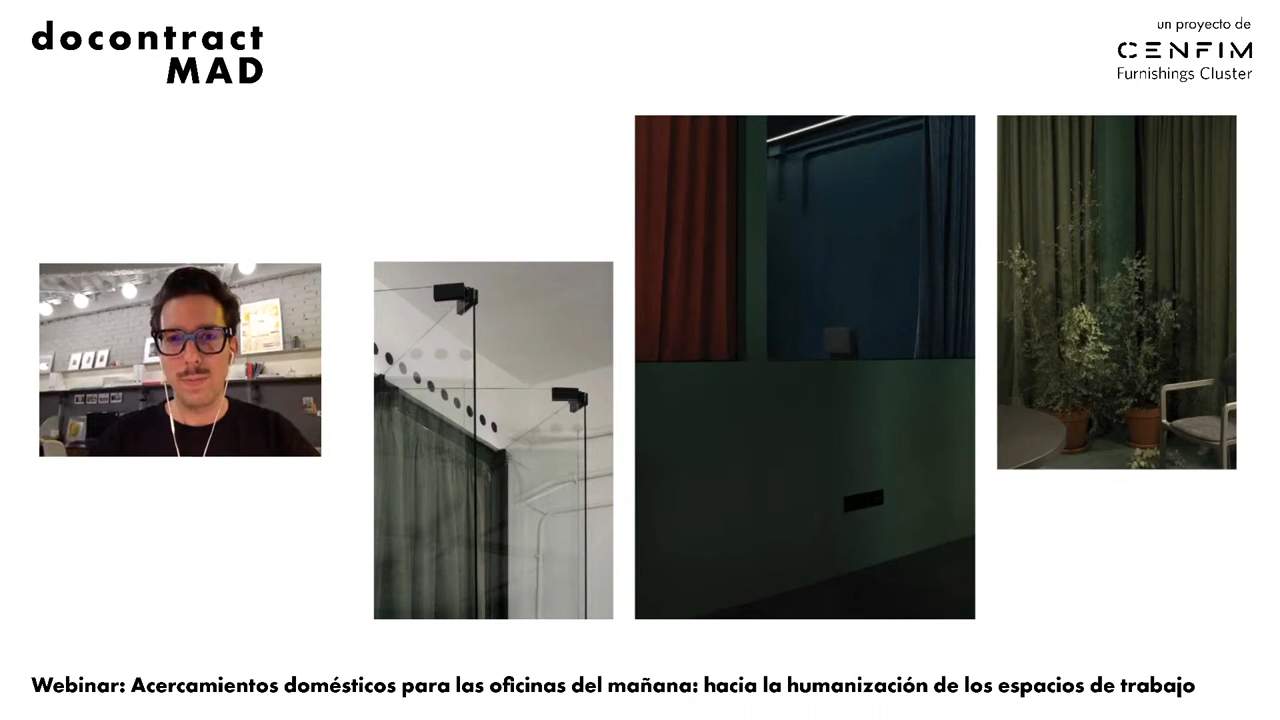 docontract
MAD
un proyecto de
CENFIM
Furnishings Cluster
Webinar: Acercamientos domésticos para las oficinas del mañana: hacia la humanización de los espacios de trabajo